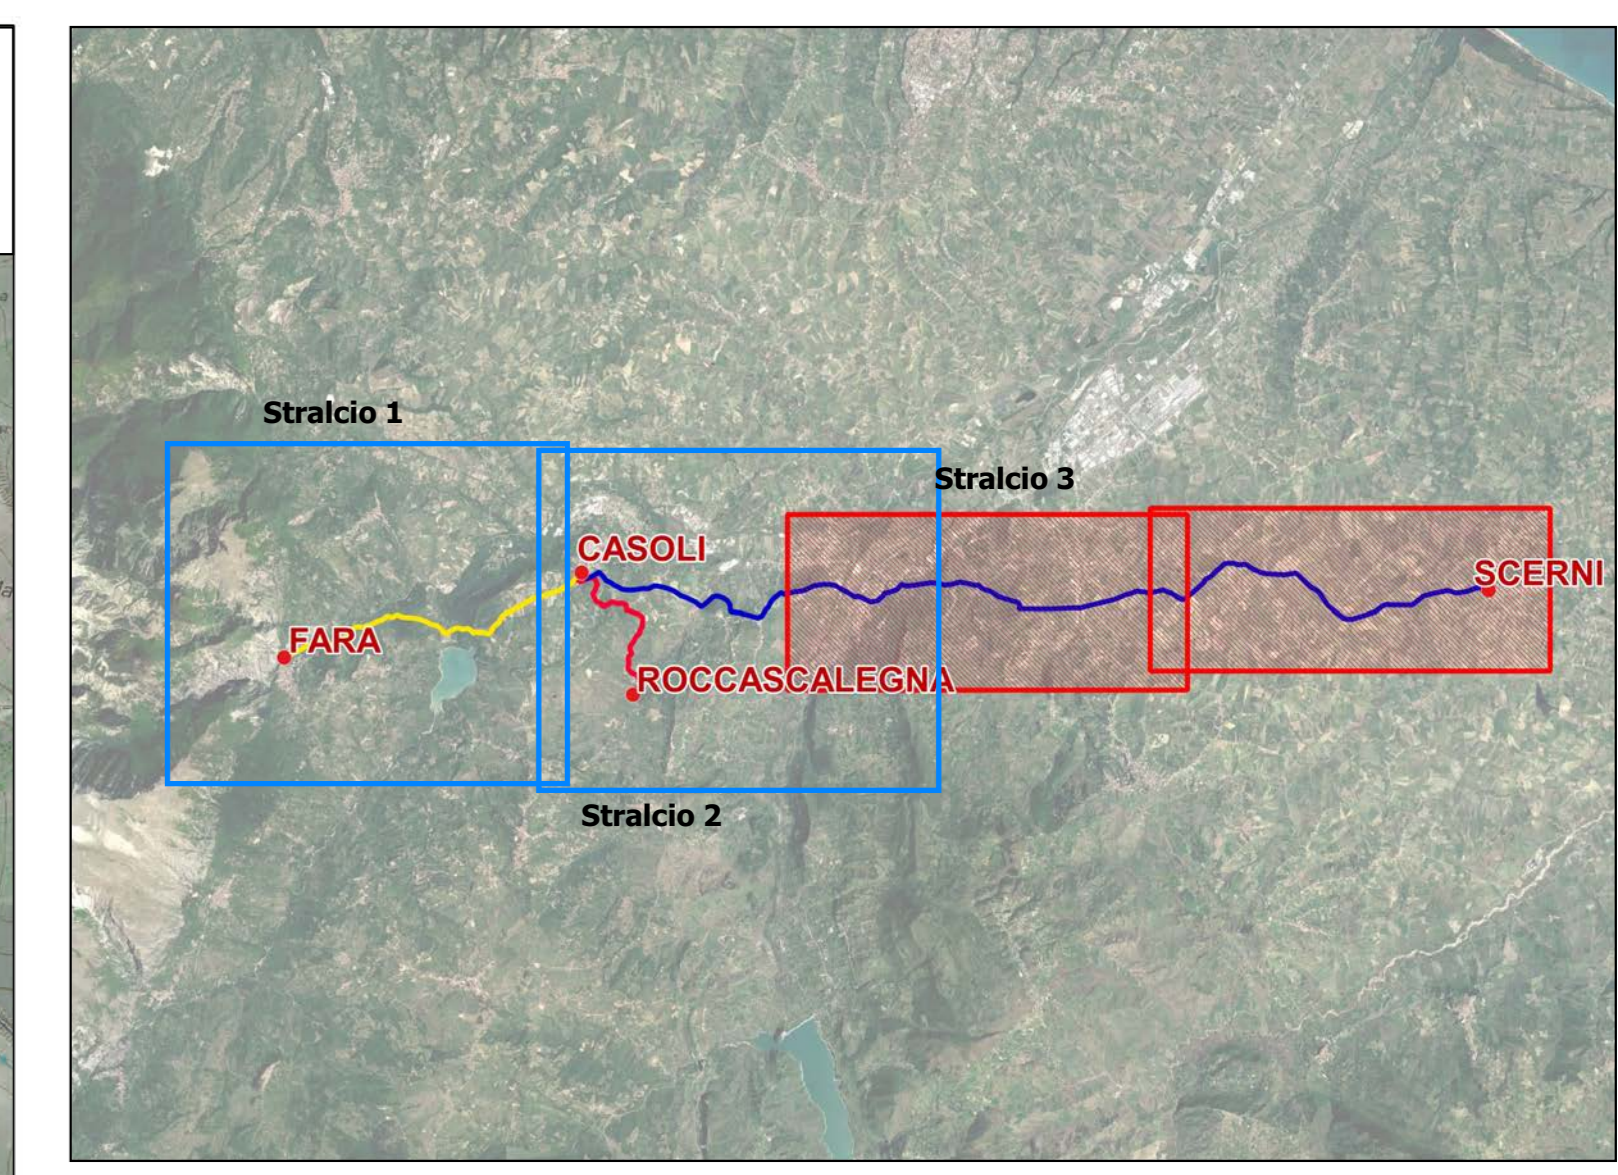 Stralcio 1
Stralcio 3
CASOLI
SCERNI
FARA
ROCCASCALEGNA
Stralcio 2